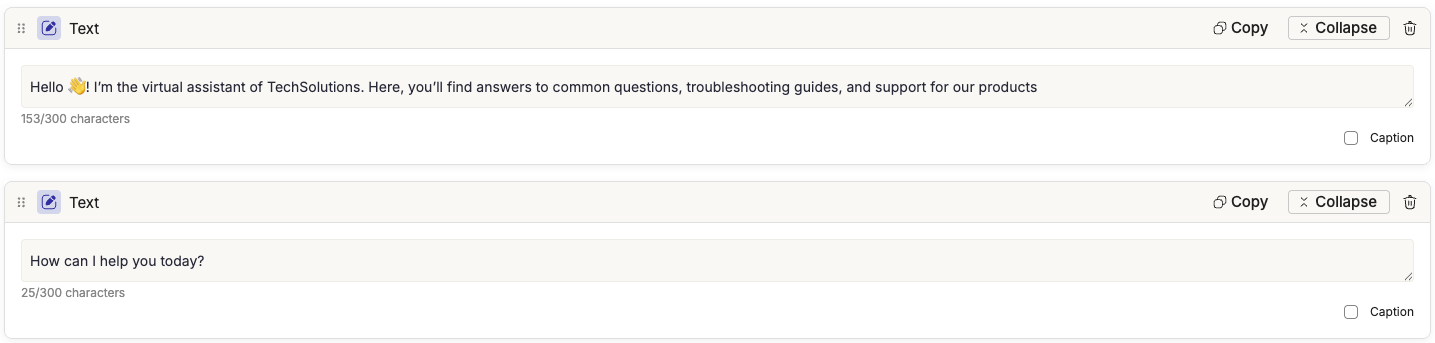 Text Copy Collapse
Hello 👋! I’m the virtual assistant of TechSolutions. Here, you’ll find answers to common questions, troubleshooting guides, and support for our products
153/300 characters
Caption
Text Copy Collapse
How can I help you today?
25/300 characters
Caption